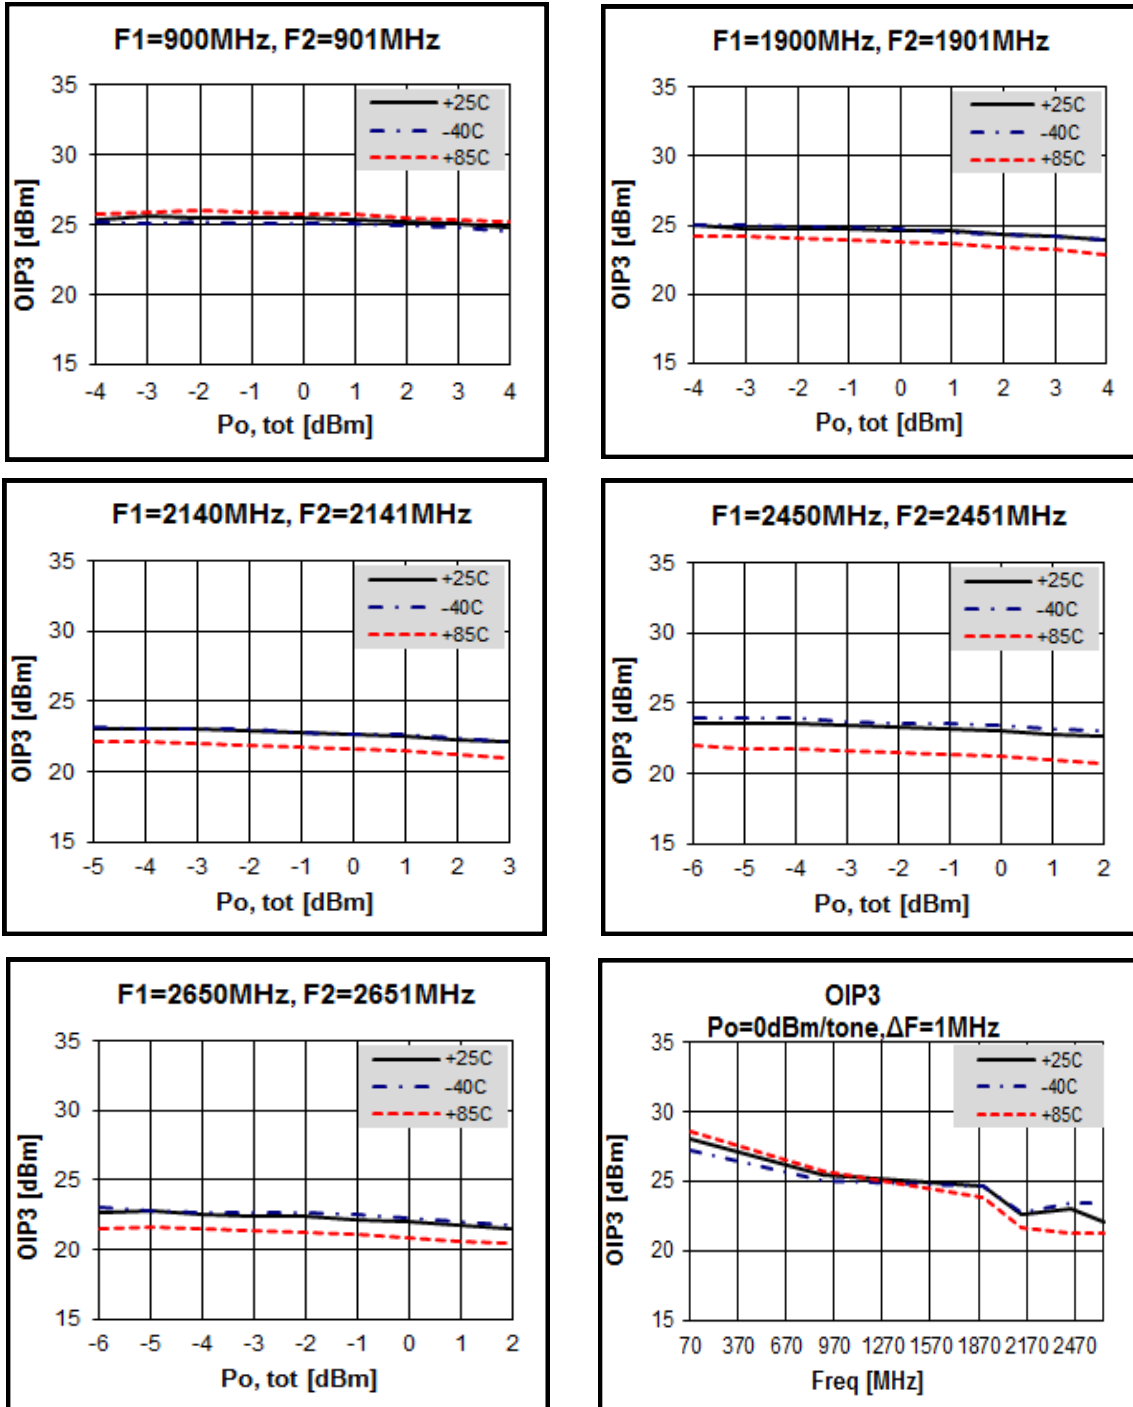 F1=900MHz, F2=901MHz
35
30
25
20
15
OIP3 [dBm]
+25C
-40C
+85C
-4 -3 -2 -1 0 1 2 3 4
Po, tot [dBm]
F1=1900MHz, F2=1901MHz
35
30
25
20
15
OIP3 [dBm]
+25C
-40C
+85C
-4 -3 -2 -1 0 1 2 3 4
Po, tot [dBm]
F1=2140MHz, F2=2141MHz
35
30
25
20
15
OIP3 [dBm]
+25C
-40C
+85C
-5 -4 -3 -2 -1 0 1 2 3
Po, tot [dBm]
F1=2450MHz, F2=2451MHz
35
30
25
20
15
OIP3 [dBm]
+25C
-40C
+85C
-6 -5 -4 -3 -2 -1 0 1 2
Po, tot [dBm]
F1=2650MHz, F2=2651MHz
35
30
25
20
15
OIP3 [dBm]
+25C
-40C
+85C
-6 -5 -4 -3 -2 -1 0 1 2
Po, tot [dBm]
OIP3
Po=0dBm/tone,ΔF=1MHz
35
30
25
20
15
OIP3 [dBm]
+25C
-40C
+85C
70 370 670 970 1270 1570 1870 2170 2470
Freq [MHz]